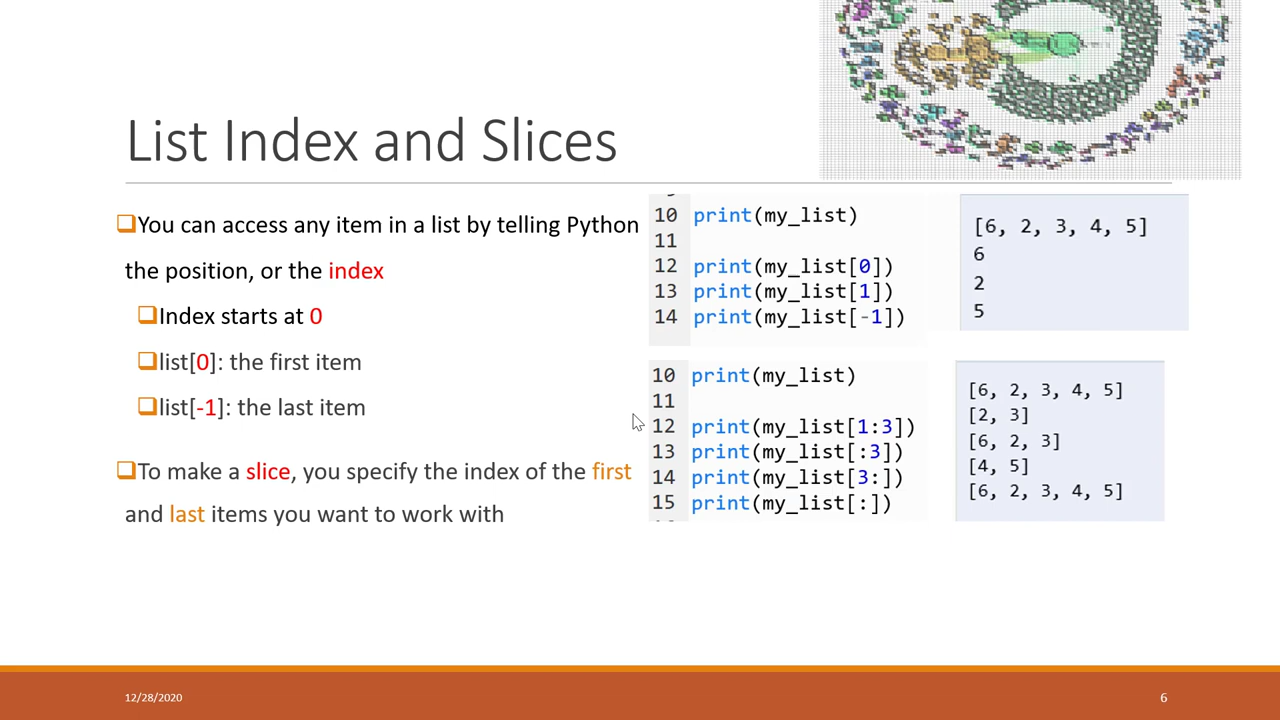 List Index and Slices
You can access any item in a list by telling Python
the position, or the index
Index starts at 0
list[0]: the first item
list[-1]: the last item
To make a slice, you specify the index of the first
and last items you want to work with
10 print(my_list)
11
12 print(my_list[0])
13 print(my_list[1])
14 print(my_list[-1])
[6, 2, 3, 4, 5]
6
2
5
10 print(my_list)
11
12 print(my_list[1:3])
13 print(my_list[:3])
14 print(my_list[3:])
15 print(my_list[:])
[6, 2, 3, 4, 5]
[2, 3]
[6, 2, 3]
[4, 5]
[6, 2, 3, 4, 5]
12/28/2020
6